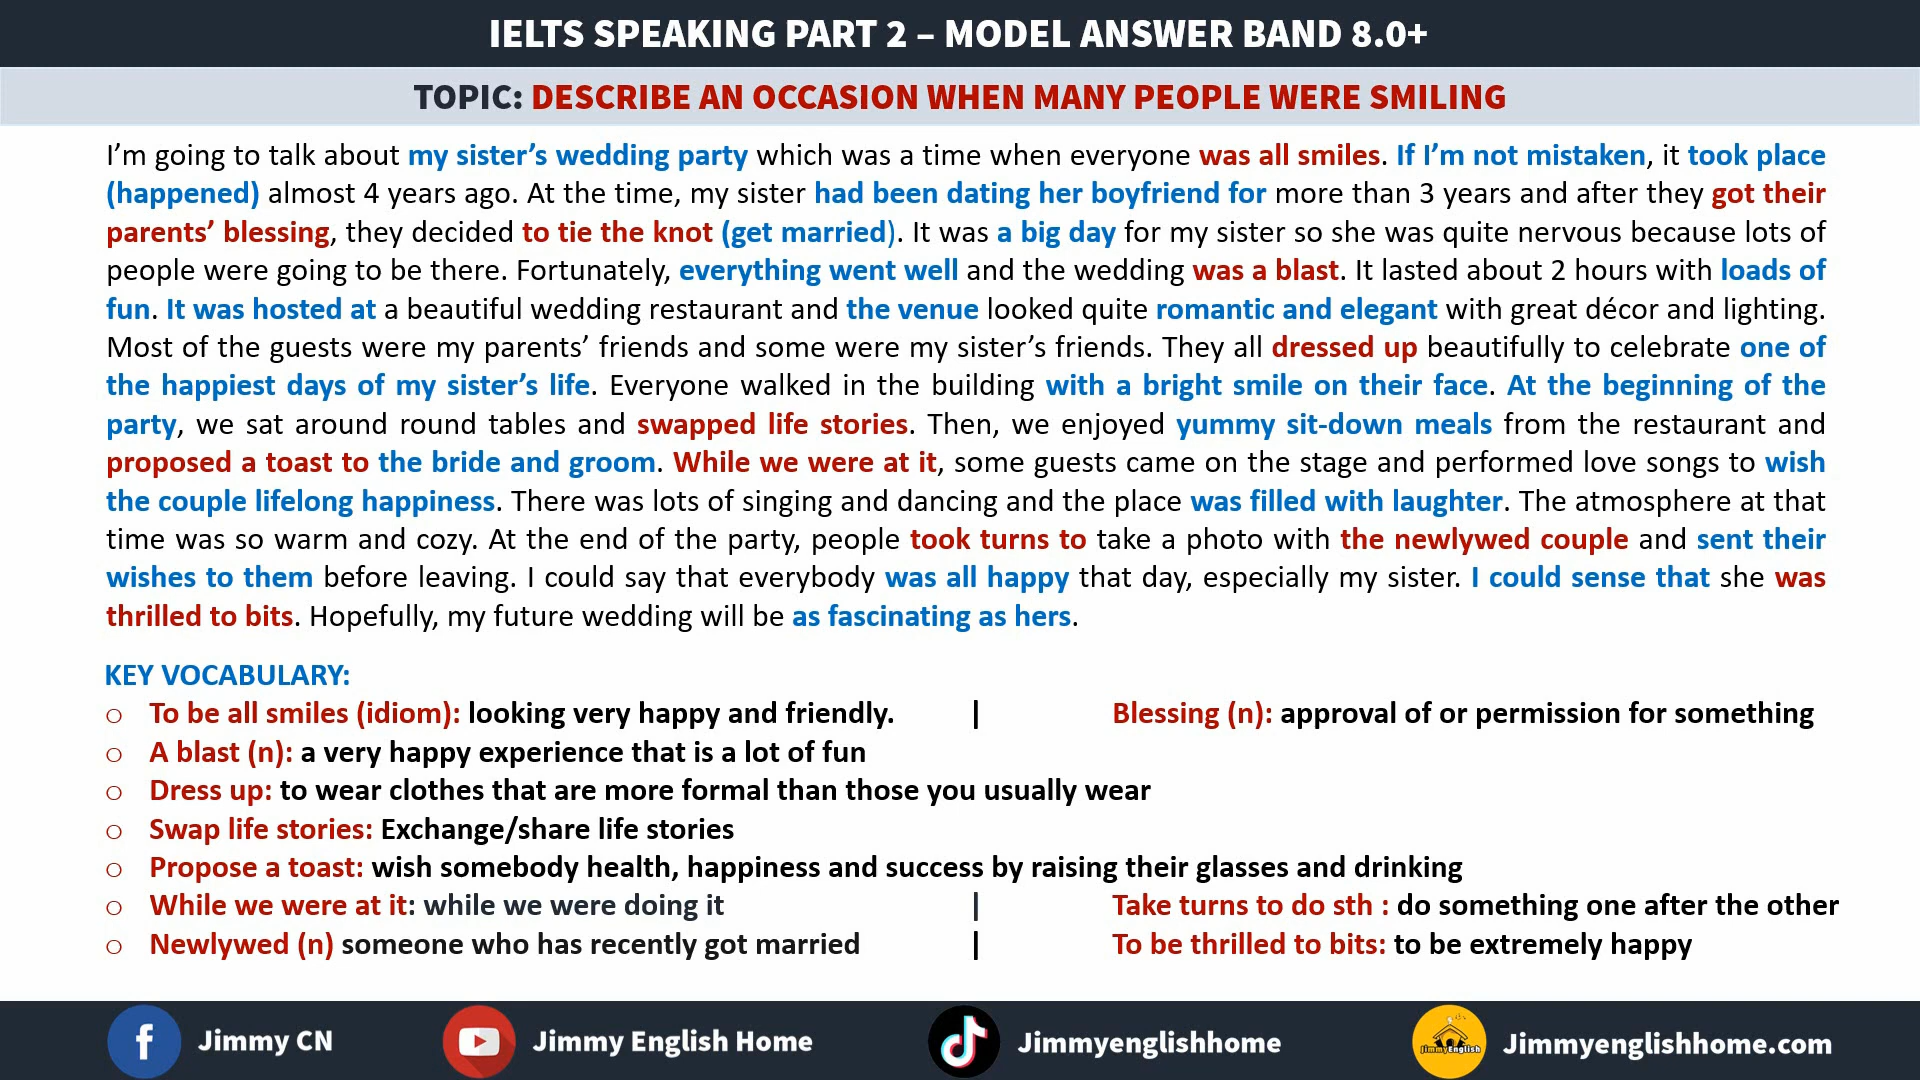 IELTS SPEAKING PART 2 – MODEL ANSWER BAND 8.0+
TOPIC: DESCRIBE AN OCCASION WHEN MANY PEOPLE WERE SMILING
I’m going to talk about my sister’s wedding party which was a time when everyone was all smiles. If I’m not mistaken, it took place
(happened) almost 4 years ago. At the time, my sister had been dating her boyfriend for more than 3 years and after they got their
parents’ blessing, they decided to tie the knot (get married). It was a big day for my sister so she was quite nervous because lots of
people were going to be there. Fortunately, everything went well and the wedding was a blast. It lasted about 2 hours with loads of
fun. It was hosted at a beautiful wedding restaurant and the venue looked quite romantic and elegant with great décor and lighting.
Most of the guests were my parents’ friends and some were my sister’s friends. They all dressed up beautifully to celebrate one of
the happiest days of my sister’s life. Everyone walked in the building with a bright smile on their face. At the beginning of the
party, we sat around round tables and swapped life stories. Then, we enjoyed yummy sit-down meals from the restaurant and
proposed a toast to the bride and groom. While we were at it, some guests came on the stage and performed love songs to wish
the couple lifelong happiness. There was lots of singing and dancing and the place was filled with laughter. The atmosphere at that
time was so warm and cozy. At the end of the party, people took turns to take a photo with the newlywed couple and sent their
wishes to them before leaving. I could say that everybody was all happy that day, especially my sister. I could sense that she was
thrilled to bits. Hopefully, my future wedding will be as fascinating as hers.
KEY VOCABULARY:
o To be all smiles (idiom): looking very happy and friendly. | Blessing (n): approval of or permission for something
o A blast (n): a very happy experience that is a lot of fun
o Dress up: to wear clothes that are more formal than those you usually wear
o Swap life stories: Exchange/share life stories
o Propose a toast: wish somebody health, happiness and success by raising their glasses and drinking
o While we were at it: while we were doing it | Take turns to do sth : do something one after the other
o Newlywed (n) someone who has recently got married | To be thrilled to bits: to be extremely happy
Jimmy CN
Jimmy English Home
Jimmyenglishhome
JimmyEnglish
Jimmyenglishhome.com